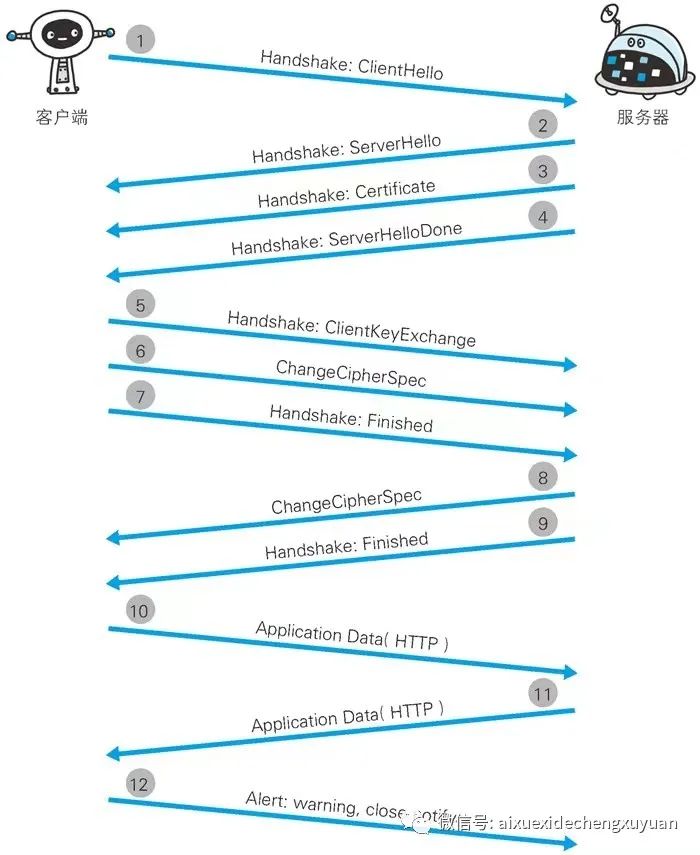 1
Handshake: ClientHello
客户端
服务器
2
Handshake: ServerHello
3
Handshake: Certificate
4
Handshake: ServerHelloDone
5
Handshake: ClientKeyExchange
6
ChangeCipherSpec
7
Handshake: Finished
8
ChangeCipherSpec
9
Handshake: Finished
10
Application Data( HTTP )
11
Application Data( HTTP )
12
Alert: warning, close
微信号: aixuexidechengxuyuan